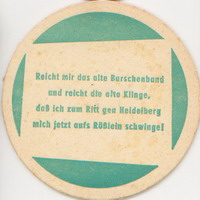 Reicht mir das alte Burschenband
und reicht die alte Klinge,
daß ich zum Ritt gen Heidelberg
mich jetzt aufs Rößlein schwinge!